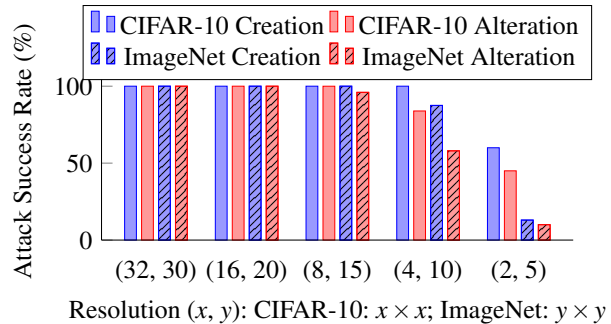 CIFAR-10 Creation CIFAR-10 Alteration
ImageNet Creation ImageNet Alteration
Attack Success Rate (%)
100
50
0
(32, 30) (16, 20) (8, 15) (4, 10) (2, 5)
Resolution (x, y): CIFAR-10: x × x; ImageNet: y × y